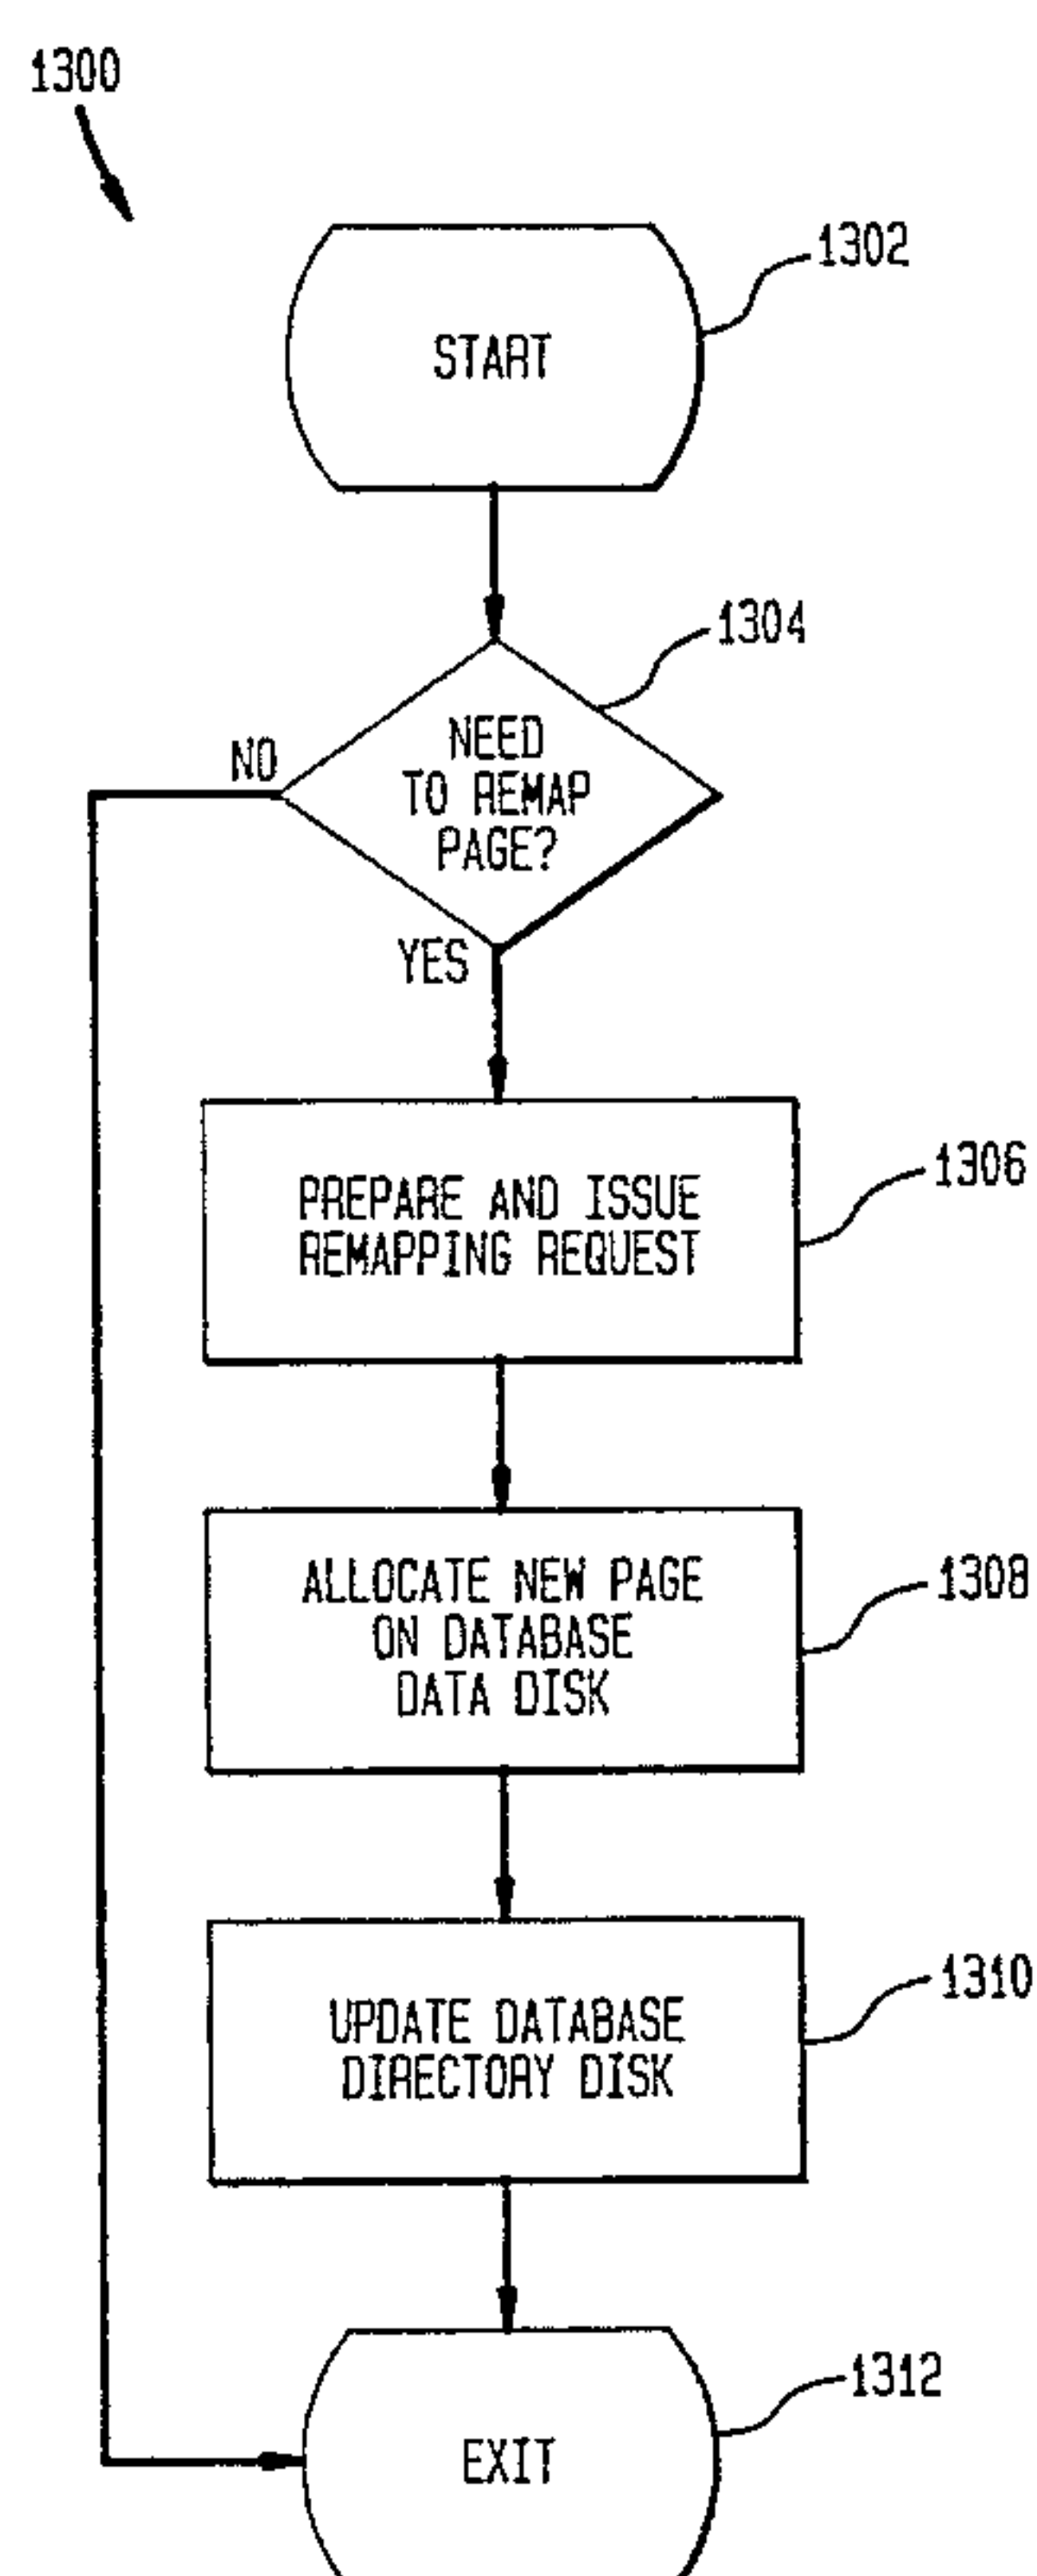 1300
1302
START
1304
NEED
TO REMAP
PAGE?
NO
YES
1306
PREPARE AND ISSUE
REMAPPING REQUEST
1308
ALLOCATE NEW PAGE
ON DATABASE
DATA DISK
1310
UPDATE DATABASE
DIRECTORY DISK
1312
EXIT